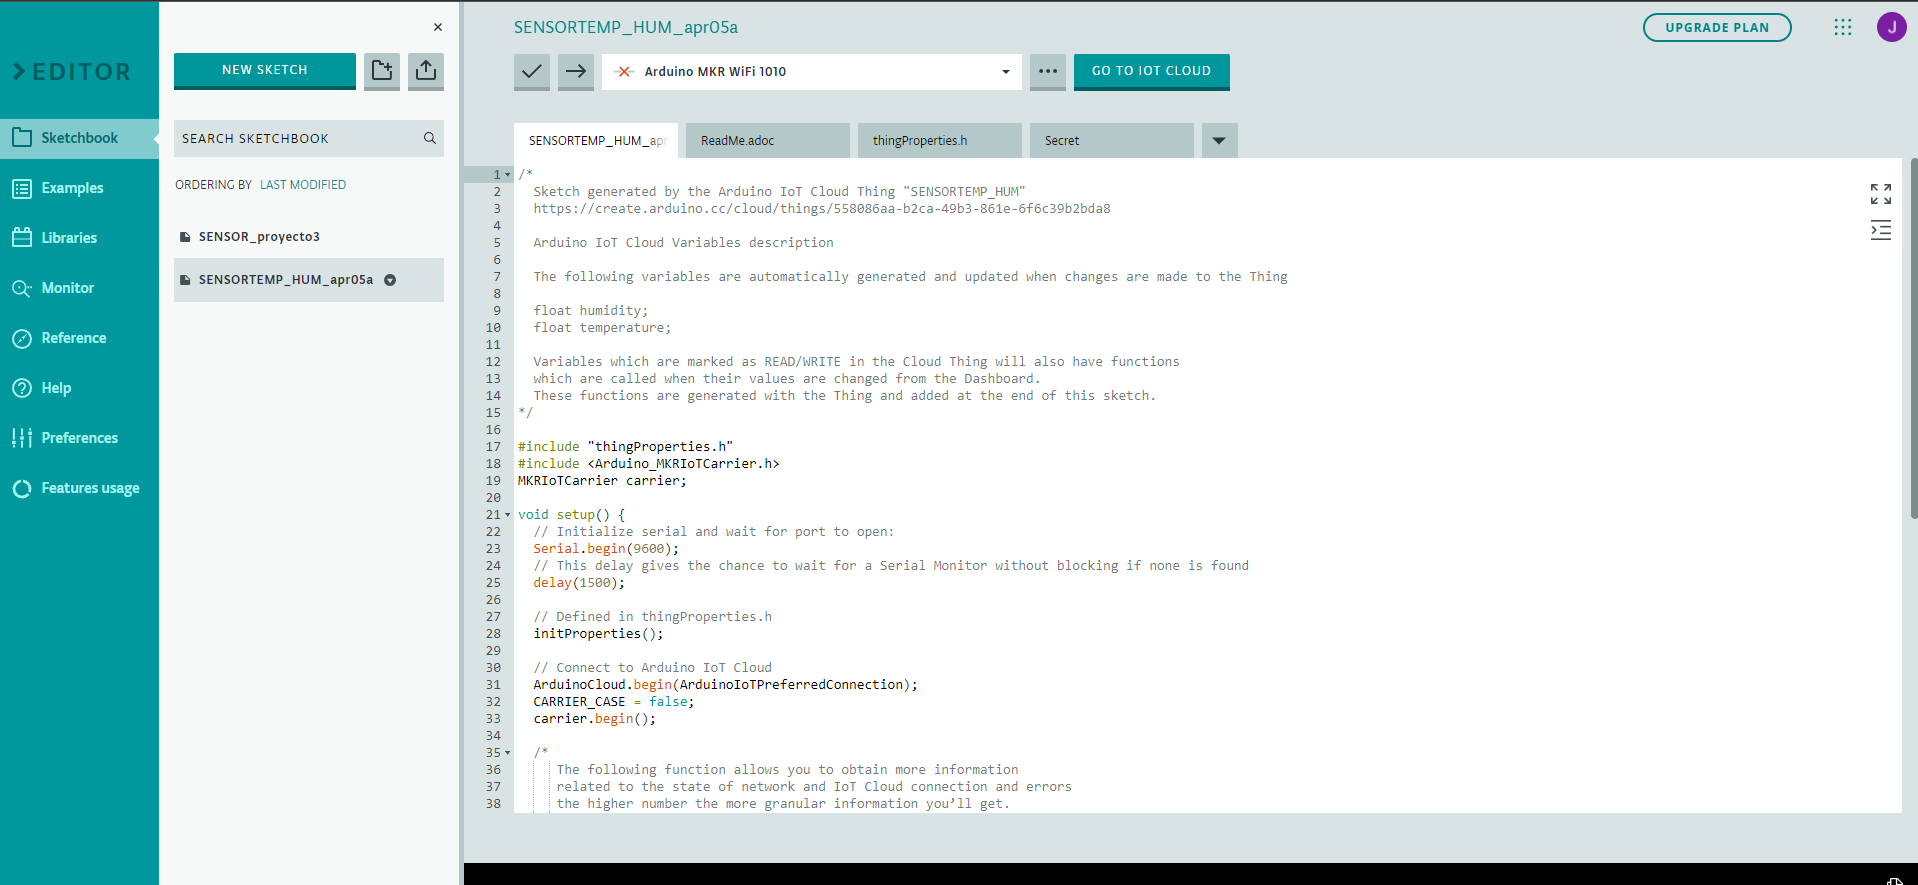 EDITOR
Sketchbook
Examples
Libraries
Monitor
Reference
Help
Preferences
Features usage
×
NEW SKETCH
SEARCH SKETCHBOOK
ORDERING BY LAST MODIFIED
SENSOR_proyecto3
SENSORTEMP_HUM_apr05a
SENSORTEMP_HUM_apr05a
UPGRADE PLAN
J
Arduino MKR WiFi 1010
GO TO IOT CLOUD
SENSORTEMP_HUM_apr
ReadMe.adoc
thingProperties.h
Secret
1 /*
2 Sketch generated by the Arduino IoT Cloud Thing "SENSORTEMP_HUM"
3 https://create.arduino.cc/cloud/things/558086aa-b2ca-49b3-861e-6f6c39b2bda8
4
5 Arduino IoT Cloud Variables description
6
7 The following variables are automatically generated and updated when changes are made to the Thing
8
9 float humidity;
10 float temperature;
11
12 Variables which are marked as READ/WRITE in the Cloud Thing will also have functions
13 which are called when their values are changed from the Dashboard.
14 These functions are generated with the Thing and added at the end of this sketch.
15 */
16
17 #include "thingProperties.h"
18 #include <Arduino_MKRIoTCarrier.h>
19 MKRIoTCarrier carrier;
20
21 void setup() {
22 // Initialize serial and wait for port to open:
23 Serial.begin(9600);
24 // This delay gives the chance to wait for a Serial Monitor without blocking if none is found
25 delay(1500);
26
27 // Defined in thingProperties.h
28 initProperties();
29
30 // Connect to Arduino IoT Cloud
31 ArduinoCloud.begin(ArduinoIoTPreferredConnection);
32 CARRIER_CASE = false;
33 carrier.begin();
34
35 /*
36 The following function allows you to obtain more information
37 related to the state of network and IoT Cloud connection and errors
38 the higher number the more granular information you’ll get.